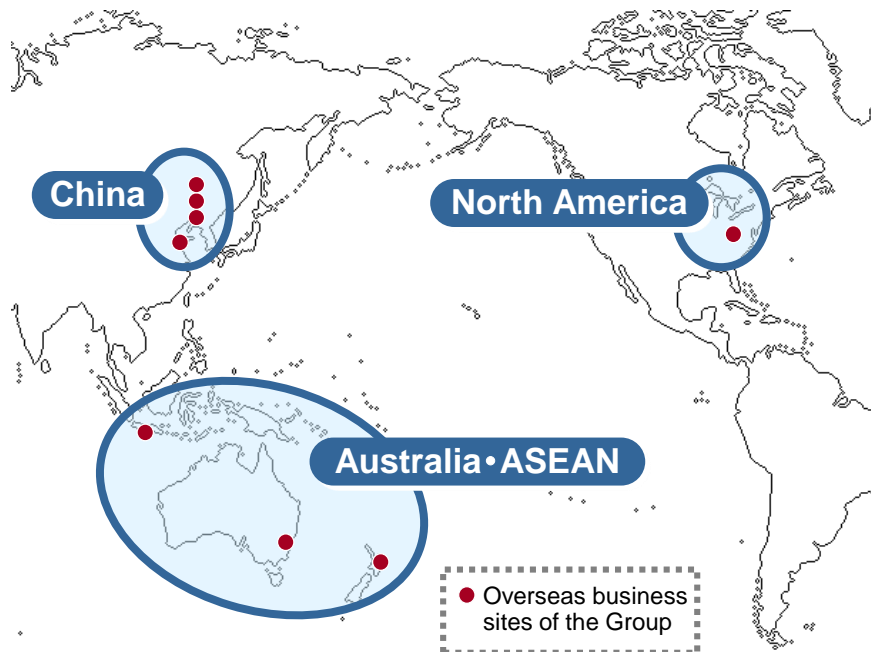 China
North America
Australia・ASEAN
Overseas business
sites of the Group